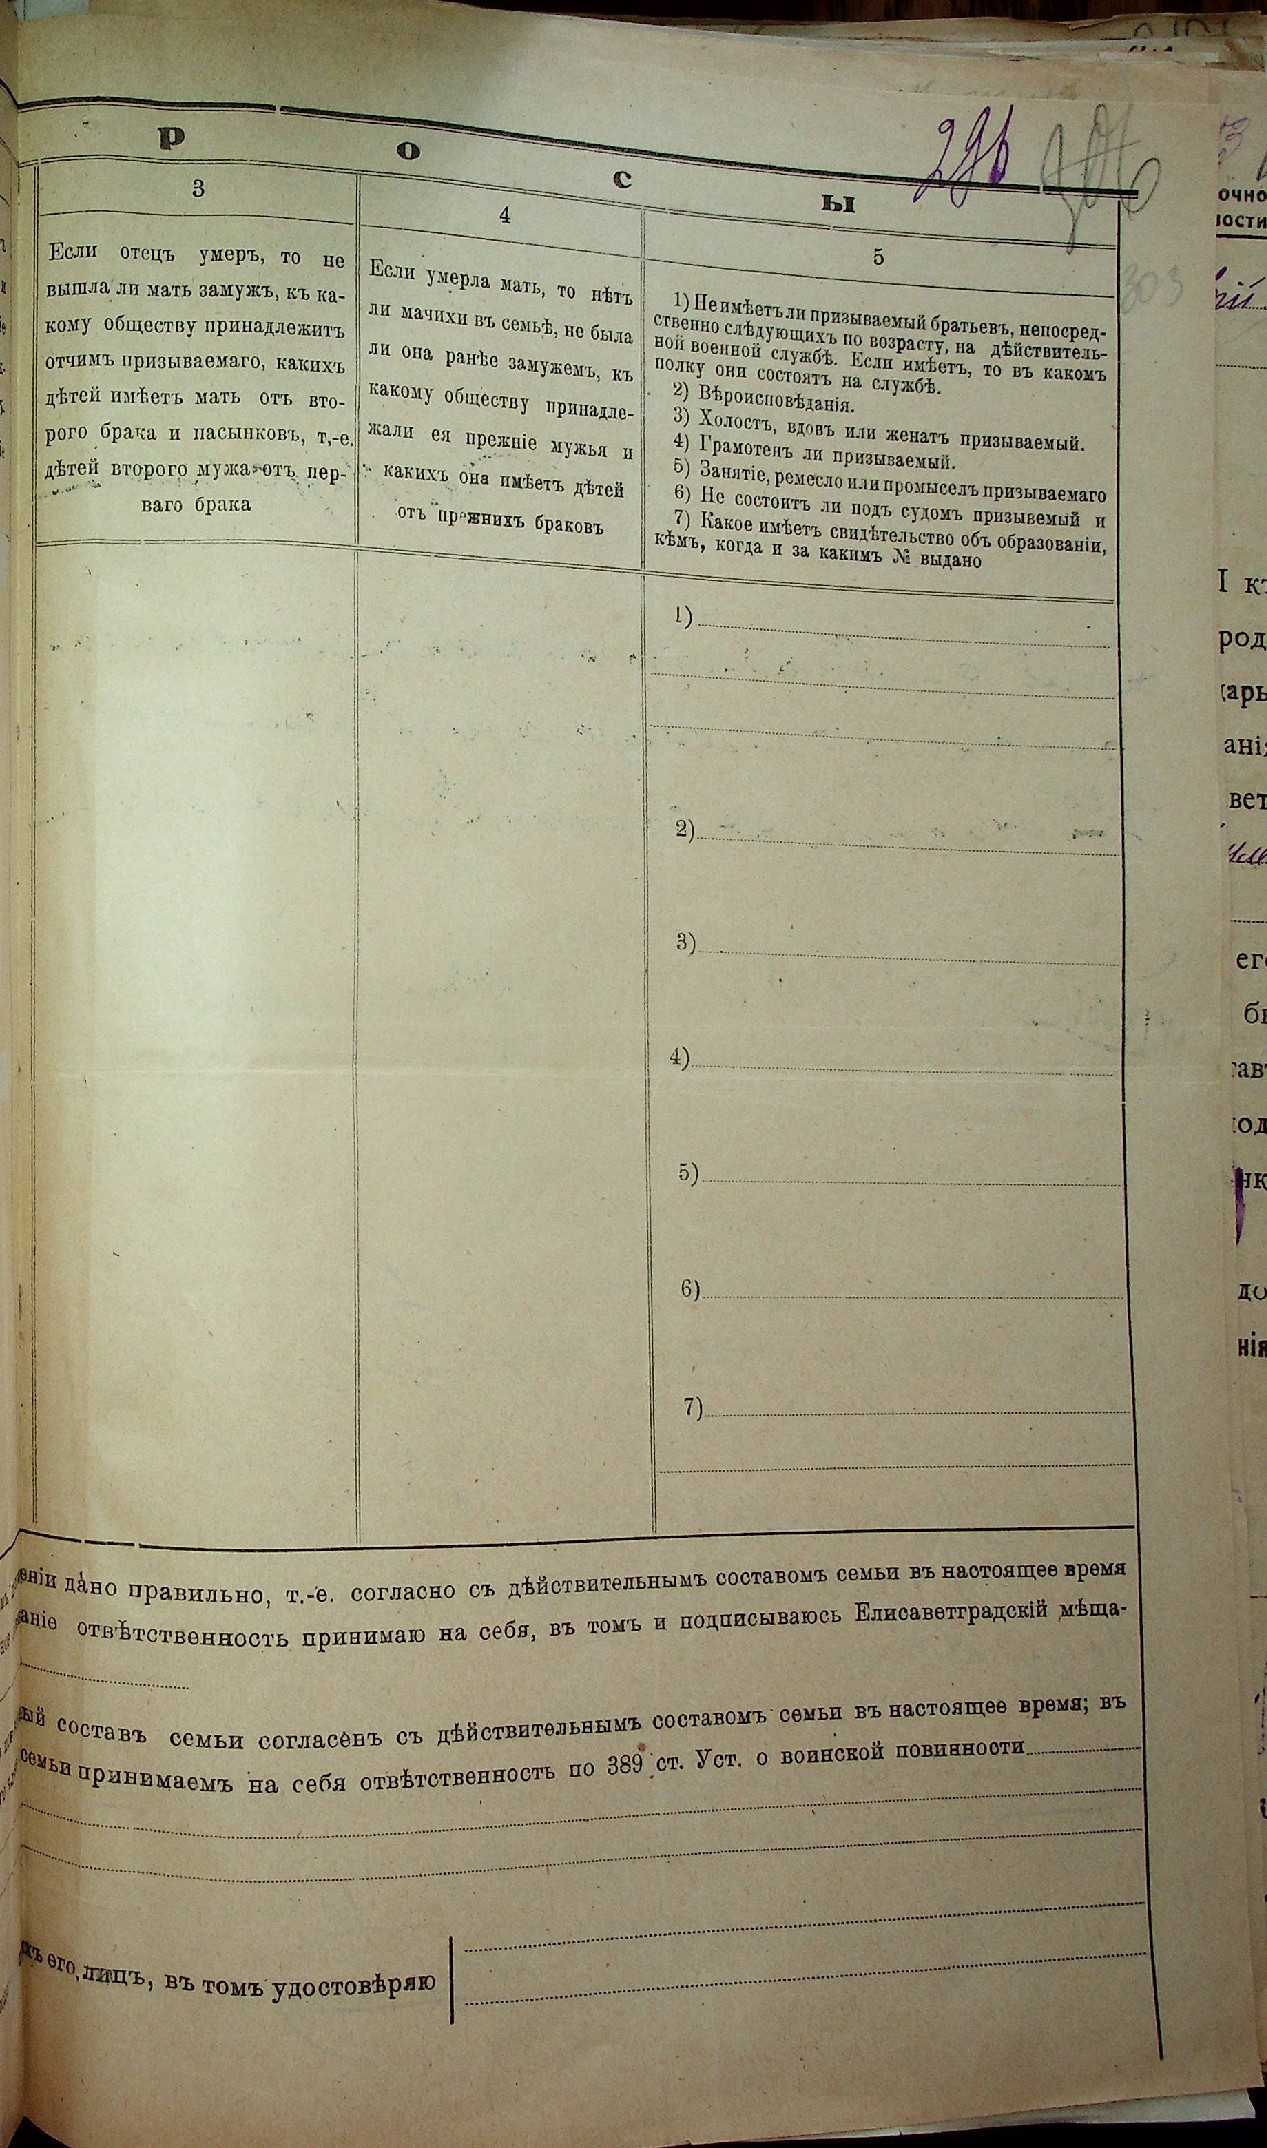 Р О С Ы
296
303
3
Если отецъ умеръ, то не
вышла ли мать замужъ, къ ка-
кому обществу принадлежитъ
отчимъ призываемаго, какихъ
дѣтей имѣетъ мать отъ вто-
рого брака и пасынковъ, т,-е.
дѣтей второго мужа отъ пер-
ваго брака
4
Если умерла мать, то нѣтъ
ли мачихи въ семьѣ, не была
ли она ранѣе замужемъ, къ
какому обществу принадле-
жали ея прежніе мужья и
какихъ она имѣетъ дѣтей
отъ прежнихъ браковъ
5
1) Не имѣетъ ли призываемый братьевъ, непосред-
ственно слѣдующихъ по возрасту, на дѣйствитель-
ной военной службѣ. Если имѣетъ, то въ какомъ
полку они состоятъ на службѣ.
2) Вѣроисповѣданія.
3) Холостъ, вдовъ или женатъ призываемый.
4) Грамотенъ ли призываемый.
5) Занятіе, ремесло или промыселъ призываемаго
6) Не состоитъ ли подъ судомъ призывемый и
7) Какое имѣетъ свидѣтельство объ образованіи,
кѣмъ, когда и за какимъ № выдано
1)
2)
3)
4)
5)
6)
7)
еніи дано правильно, т.-е. согласно съ дѣйствительнымъ составомъ семьи въ настоящее время
аніе отвѣтственность принимаю на себя, въ томъ и подписываюсь Елисаветградскій мѣща-
ный составъ семьи согласенъ съ дѣйствительнымъ составомъ семьи въ настоящее время; въ
семьи принимаемъ на себя отвѣтственность по 389 ст. Уст. о воинской повинности
его, лицъ, въ томъ удостовѣряю